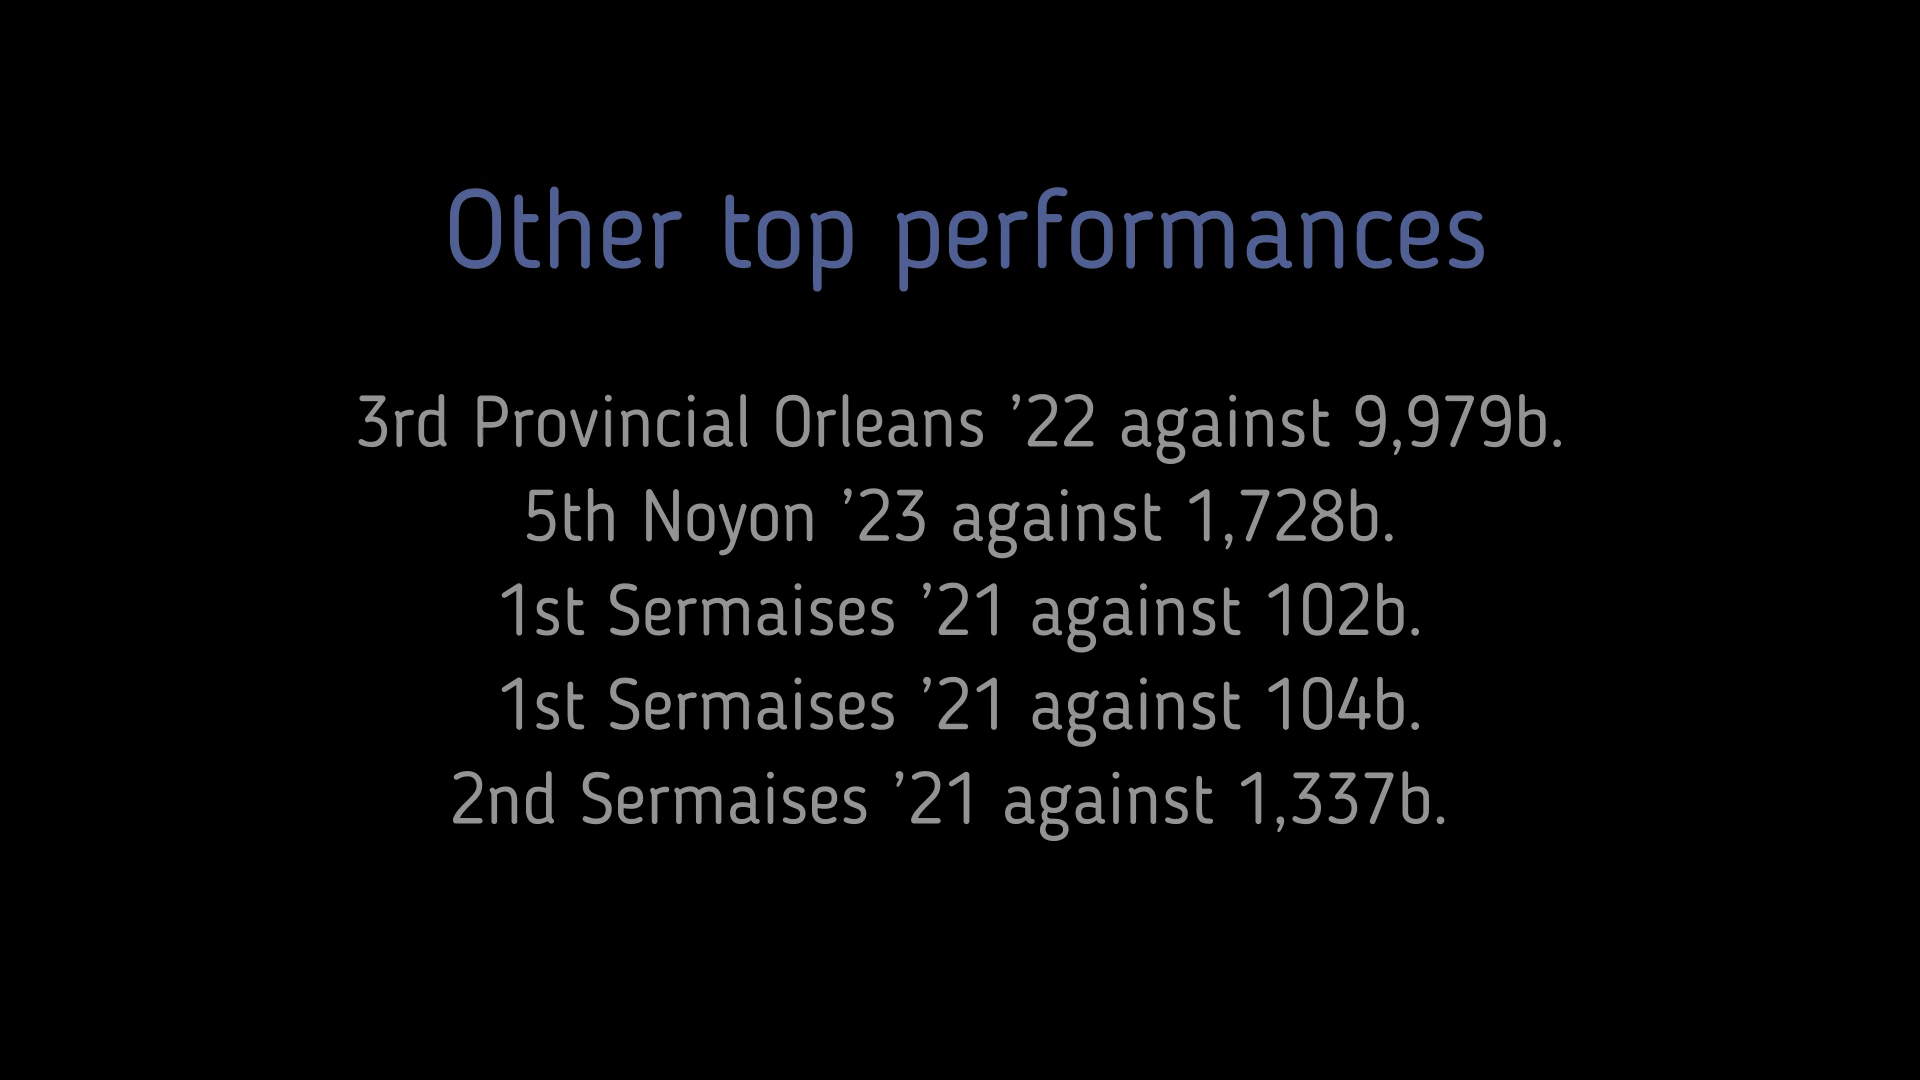 Other top performances
3rd Provincial Orleans ’22 against 9,979b.
5th Noyon ’23 against 1,728b.
1st Sermaises ’21 against 102b.
1st Sermaises ’21 against 104b.
2nd Sermaises ’21 against 1,337b.